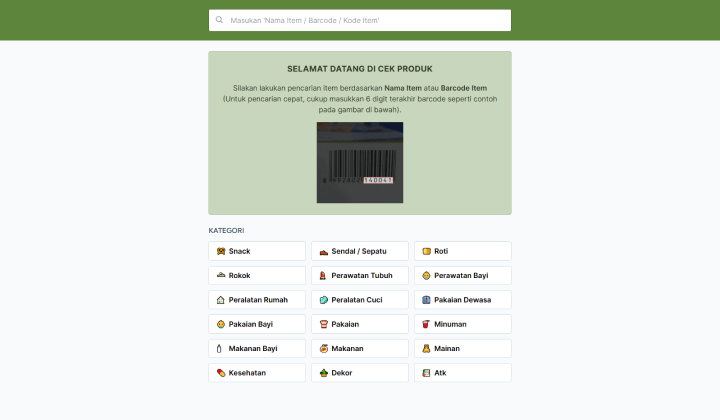 Masukan 'Nama Item / Barcode / Kode Item'
SELAMAT DATANG DI CEK PRODUK
Silakan lakukan pencarian item berdasarkan Nama Item atau Barcode Item
(Untuk pencarian cepat, cukup masukkan 6 digit terakhir barcode seperti contoh
pada gambar di bawah).
140041
KATEGORI
Snack
Sendal / Sepatu
Roti
Rokok
Perawatan Tubuh
Perawatan Bayi
Peralatan Rumah
Peralatan Cuci
Pakaian Dewasa
Pakaian Bayi
Pakaian
Minuman
Makanan Bayi
Makanan
Mainan
Kesehatan
Dekor
Atk